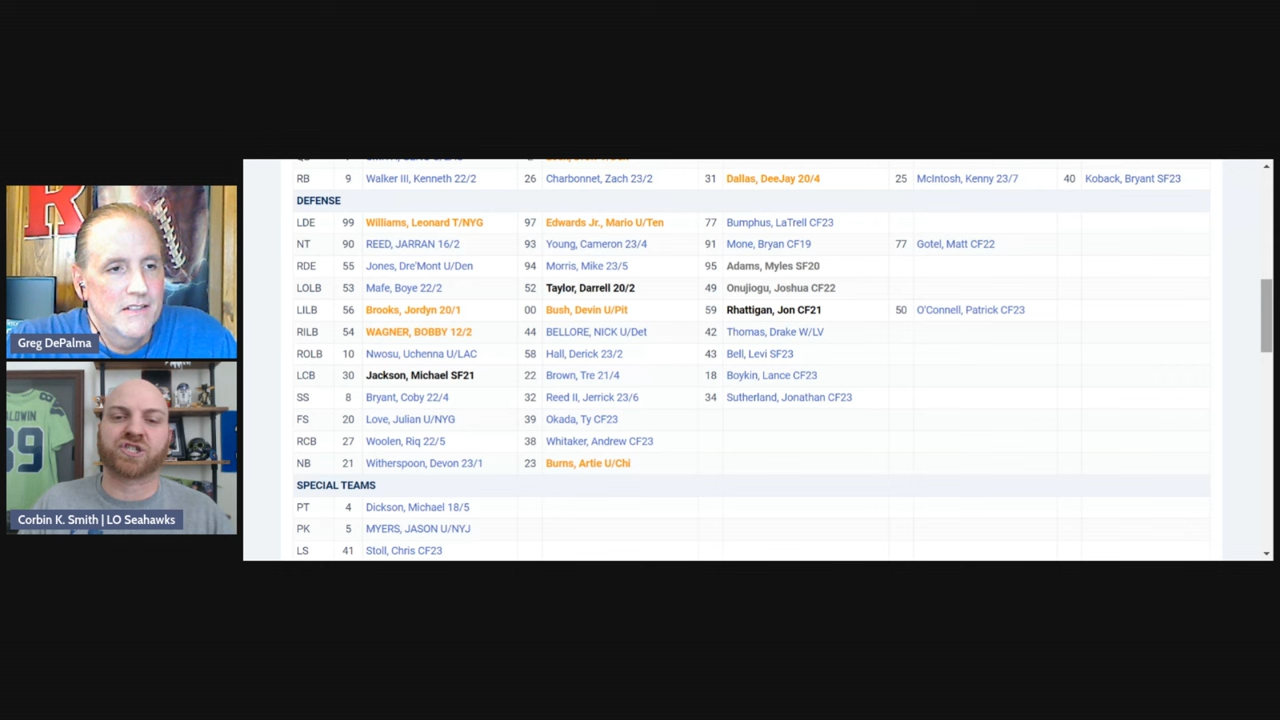 RB 9 Walker III, Kenneth 22/2 26 Charbonnet, Zach 23/2 31 Dallas, DeeJay 20/4 25 McIntosh, Kenny 23/7 40 Koback, Bryant SF23
DEFENSE
LDE 99 Williams, Leonard T/NYG 97 Edwards Jr., Mario U/Ten 77 Bumphus, LaTrell CF23
NT 90 REED, JARRAN 16/2 93 Young, Cameron 23/4 91 Mone, Bryan CF19 77 Gotel, Matt CF22
RDE 55 Jones, Dre'Mont U/Den 94 Morris, Mike 23/5 95 Adams, Myles SF20
LOLB 53 Mafe, Boye 22/2 52 Taylor, Darrell 20/2 49 Onujiogu, Joshua CF22
LILB 56 Brooks, Jordyn 20/1 00 Bush, Devin U/Pit 59 Rhattigan, Jon CF21 50 O'Connell, Patrick CF23
RILB 54 WAGNER, BOBBY 12/2 44 BELLORE, NICK U/Det 42 Thomas, Drake W/LV
ROLB 10 Nwosu, Uchenna U/LAC 58 Hall, Derick 23/2 43 Bell, Levi SF23
LCB 30 Jackson, Michael SF21 22 Brown, Tre 21/4 18 Boykin, Lance CF23
SS 8 Bryant, Coby 22/4 32 Reed II, Jerrick 23/6 34 Sutherland, Jonathan CF23
FS 20 Love, Julian U/NYG 39 Okada, Ty CF23
RCB 27 Woolen, Riq 22/5 38 Whitaker, Andrew CF23
NB 21 Witherspoon, Devon 23/1 23 Burns, Artie U/Chi
SPECIAL TEAMS
PT 4 Dickson, Michael 18/5
PK 5 MYERS, JASON U/NYJ
LS 41 Stoll, Chris CF23
R
Greg DePalma
ALDWIN
89
Corbin K. Smith | LO Seahawks